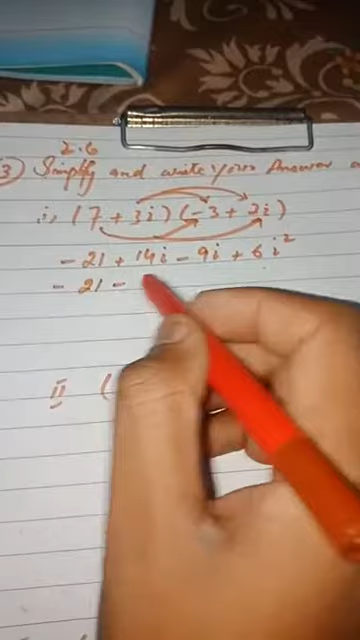 2.6
3) Simplify and write your Answer
i, (7 + 3i) (-3 + 2i)
- 21 + 14i - 9i + 6i²
- 21 -
II (